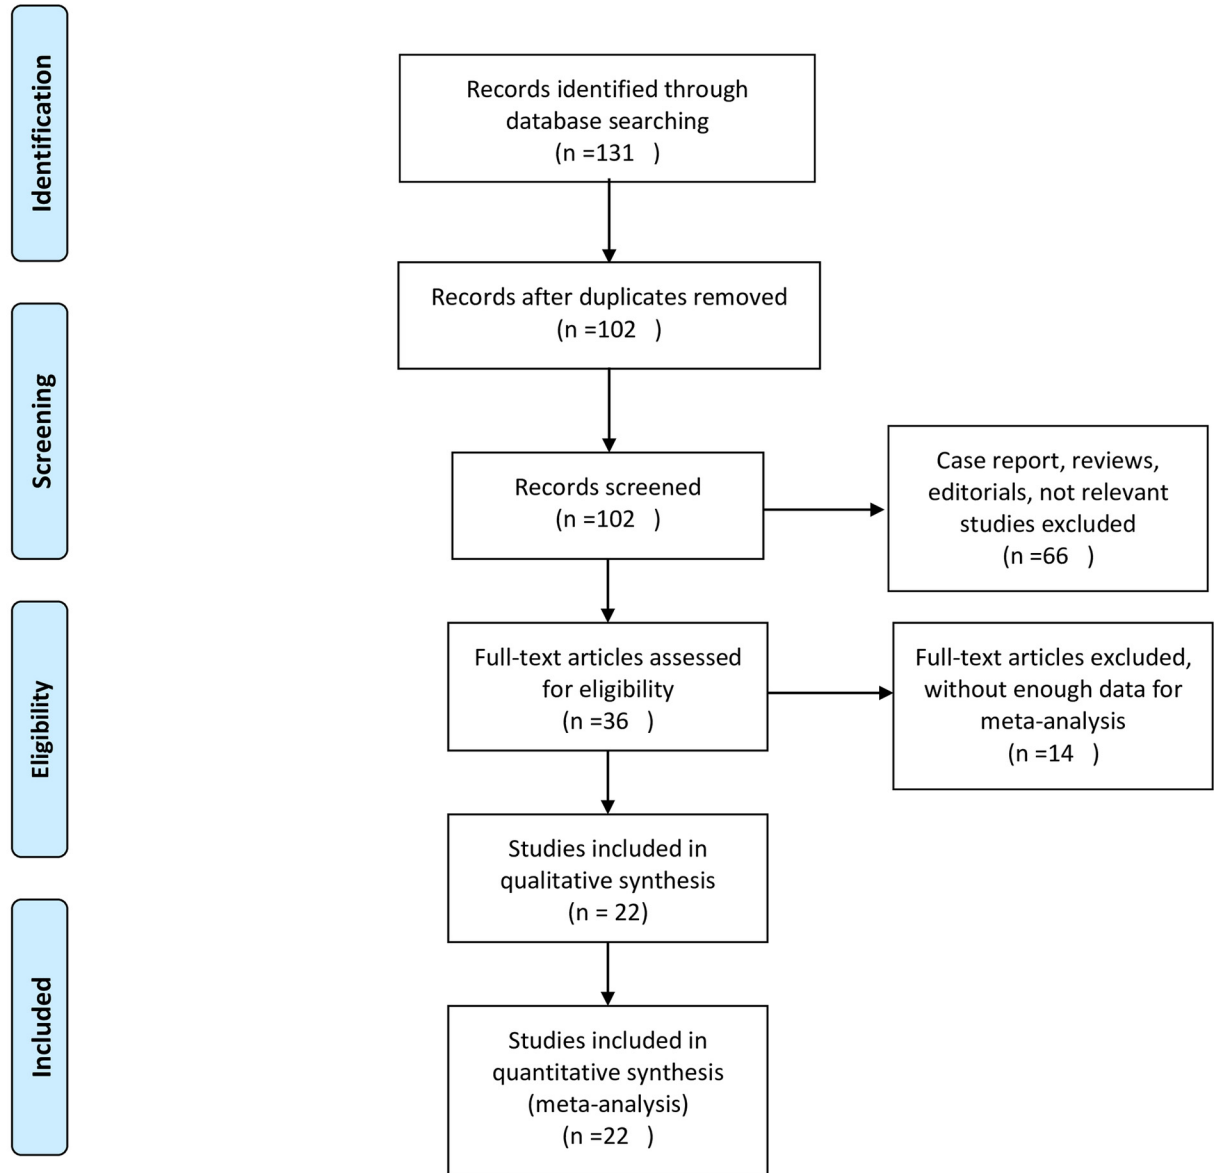 Identification
Records identified through
database searching
(n =131   )
Records after duplicates removed
(n =102   )
Screening
Records screened
(n =102   )
Case report, reviews,
editorials, not relevant
studies excluded
(n =66   )
Eligibility
Full-text articles assessed
for eligibility
(n =36   )
Full-text articles excluded,
without enough data for
meta-analysis
(n =14   )
Studies included in
qualitative synthesis
(n = 22)
Included
Studies included in
quantitative synthesis
(meta-analysis)
(n =22   )